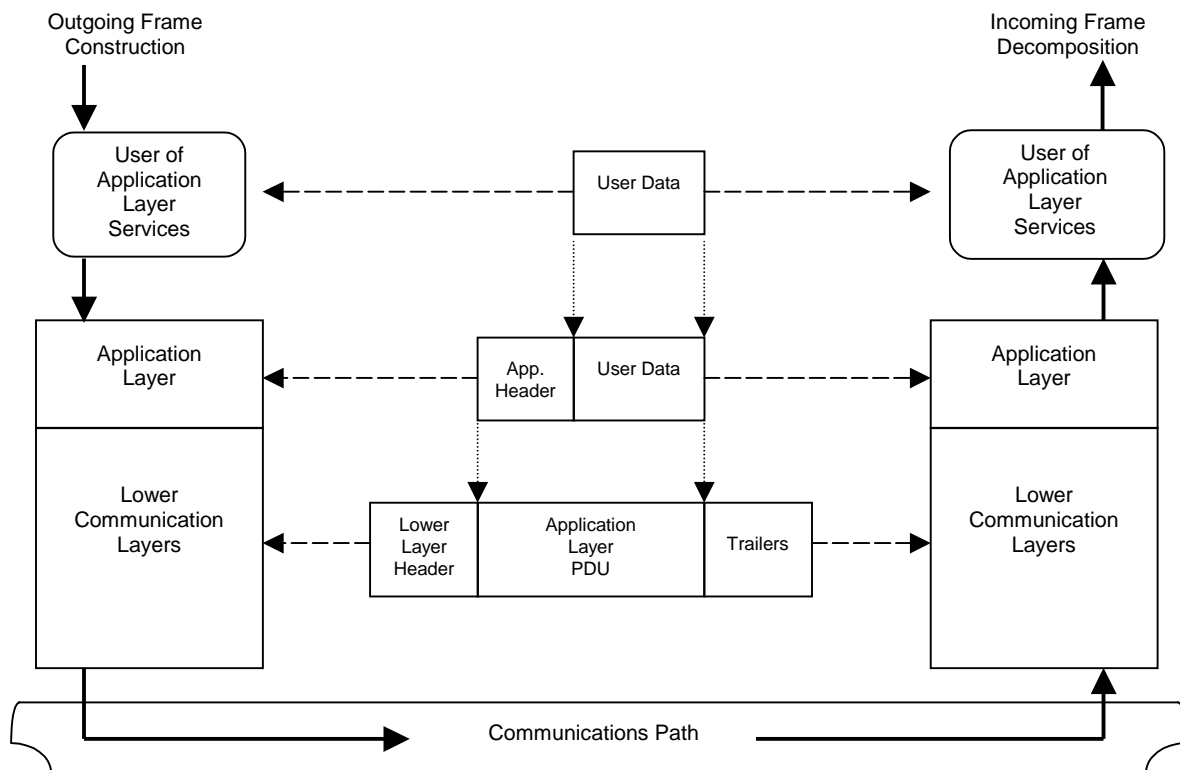 Outgoing Frame
Construction
Incoming Frame
Decomposition
User of
Application
Layer
Services
User Data
User of
Application
Layer
Services
Application
Layer
App.
Header
User Data
Application
Layer
Lower
Communication
Layers
Lower
Layer
Header
Application
Layer
PDU
Trailers
Lower
Communication
Layers
Communications Path